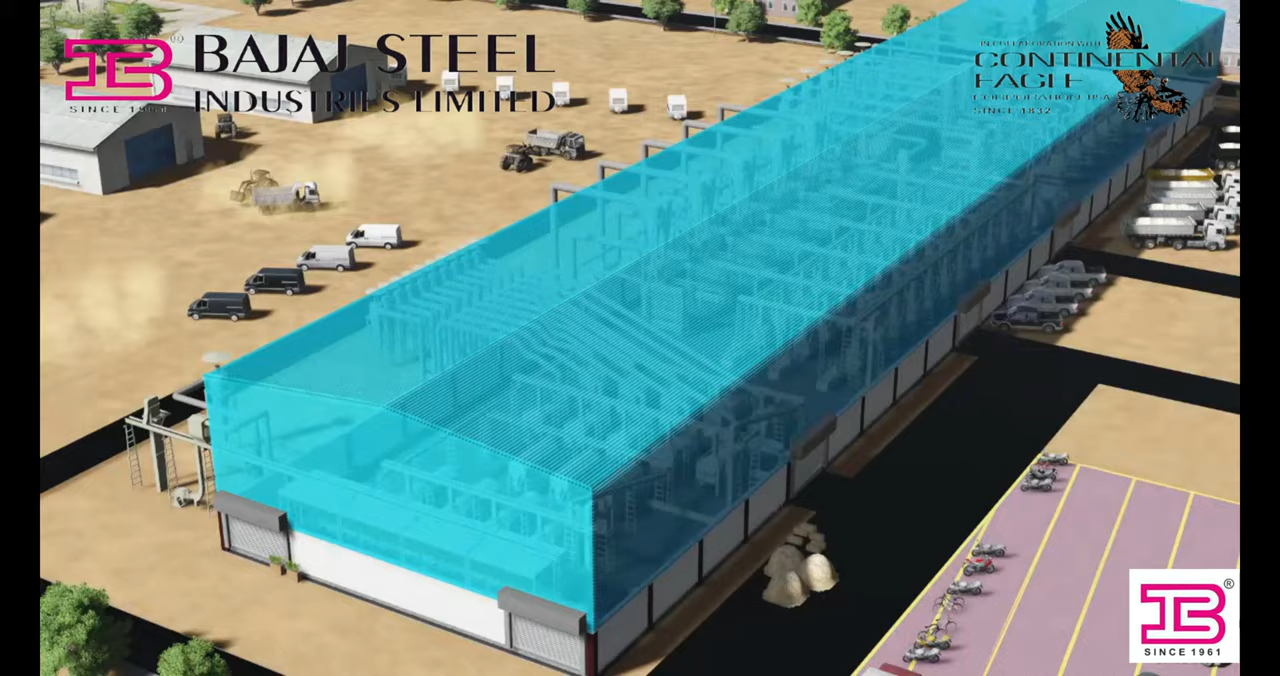 BAJAJ STEEL
INDUSTRIES LIMITED
SINCE 1961
IN COLLABORATION WITH
CONTINENTAL
EAGLE
CORPORATION, USA
SINCE 1832
B
SINCE 1961